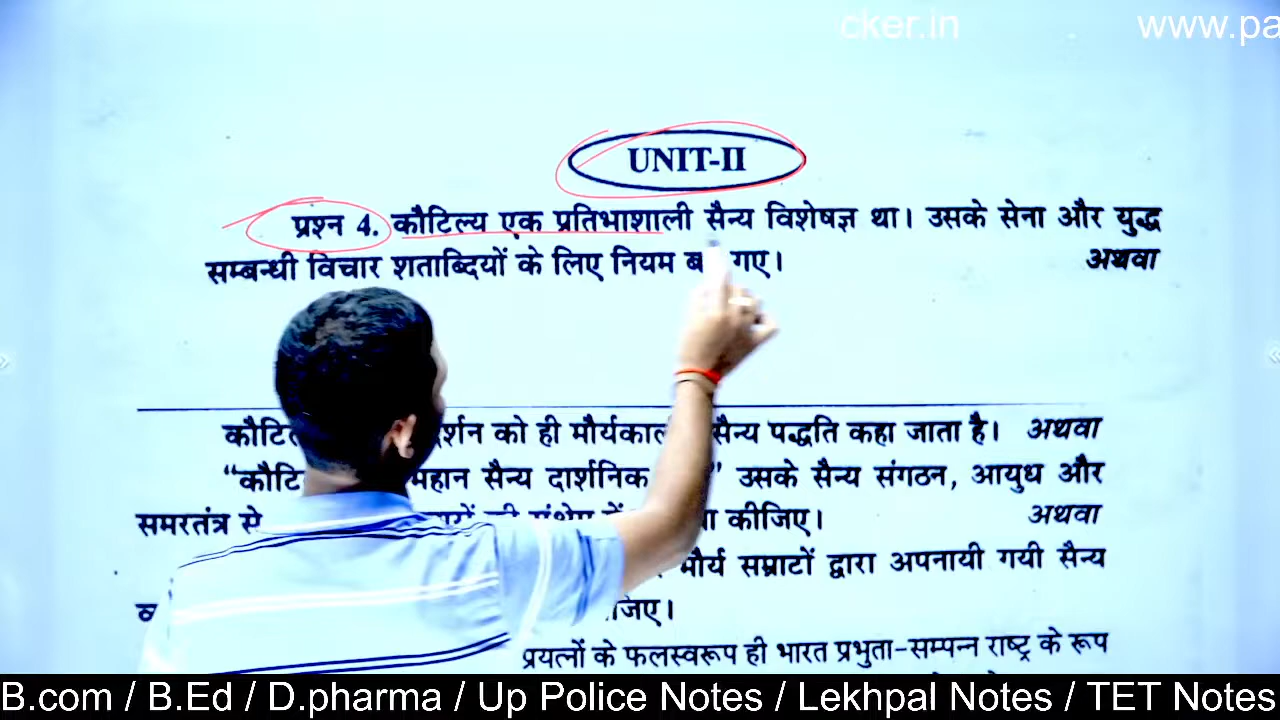 cker.in www.pa
UNIT-II
प्रश्न 4. कौटिल्य एक प्रतिभाशाली सैन्य विशेषज्ञ था। उसके सेना और युद्ध
सम्बन्धी विचार शताब्दियों के लिए नियम गए। अथवा
को ही मौर्यकाल सैन्य पद्धति कहा जाता है। अथवा
महान सैन्य दार्शनिक उसके सैन्य संगठन, आयुध और
समरतंत्र से कीजिए। अथवा
मौर्य सम्राटों द्वारा अपनायी गयी सैन्य
प्रयत्नों के फलस्वरूप ही भारत प्रभुता-सम्पन्न राष्ट्र के रूप
B.com / B.Ed / D.pharma / Up Police Notes / Lekhpal Notes / TET Notes